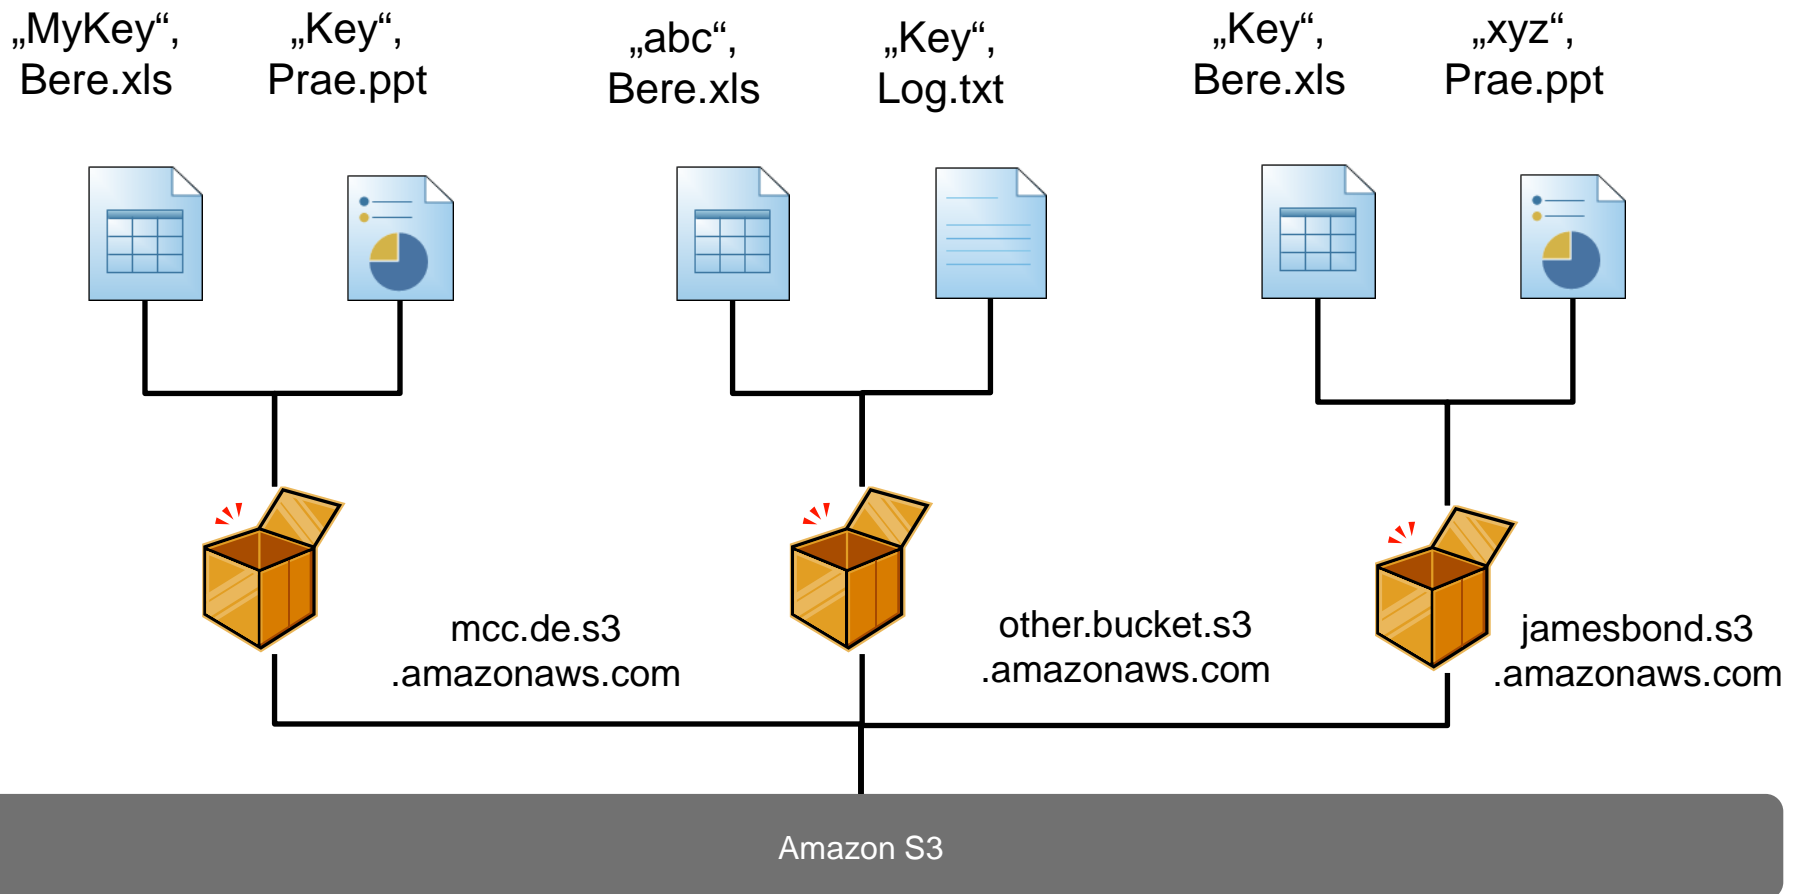 „MyKey“,
Bere.xls
„Key“,
Prae.ppt
„abc“,
Bere.xls
„Key“,
Log.txt
„Key“,
Bere.xls
„xyz“,
Prae.ppt
mcc.de.s3
.amazonaws.com
other.bucket.s3
.amazonaws.com
jamesbond.s3
.amazonaws.com
Amazon S3